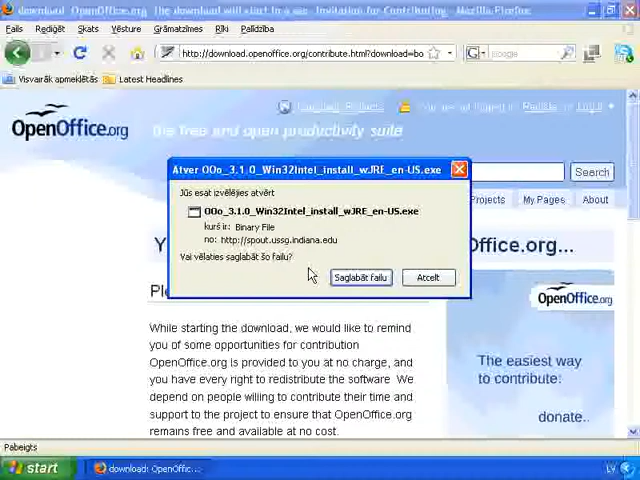 download: OpenOffice.org: The download will start in a sec - Invitation for Contributing - Mozilla Firefox
Fails Rediģēt Skats Vēsture Grāmatzīmes Rīki Palīdzība
http://download.openoffice.org/contribute.html?download=bo
Google
Visvairāk apmeklētās Latest Headlines
OpenOffice.org
the free and open productivity suite
Search
Projects My Pages About
Atver OOo_3.1.0_Win32Intel_install_wJRE_en-US.exe
Jūs esat izvēlējies atvērt
OOo_3.1.0_Win32Intel_install_wJRE_en-US.exe
kurš ir: Binary File
no: http://spout.ussg.indiana.edu
Vai vēlaties saglabāt šo failu?
Saglabāt failu Atcelt
Y
ffice.org...
Ple
While starting the download, we would like to remind
you of some opportunities for contribution
OpenOffice.org is provided to you at no charge, and
you have every right to redistribute the software. We
depend on people willing to contribute their time and
support to the project to ensure that OpenOffice.org
remains free and available at no cost.
OpenOffice.org
The easiest way
to contribute:
donate..
Pabeigts
start download: OpenOffic... LV